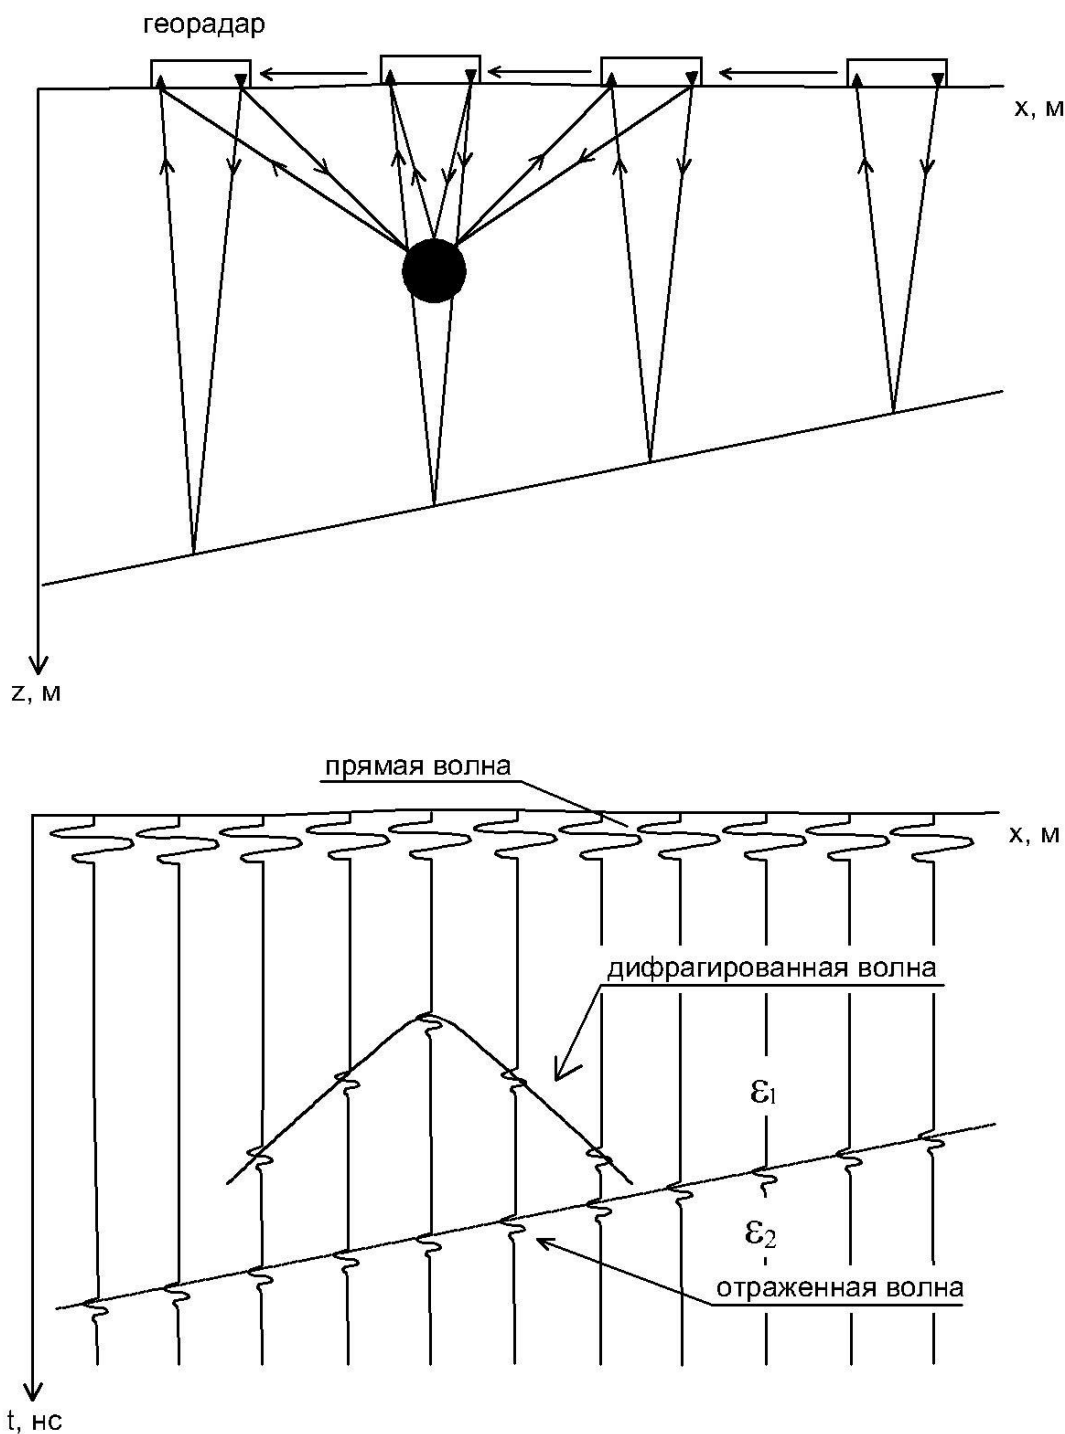 георадар
x, м
z, м
прямая волна
x, м
дифрагированная волна
ε1
ε2
отраженная волна
t, нс